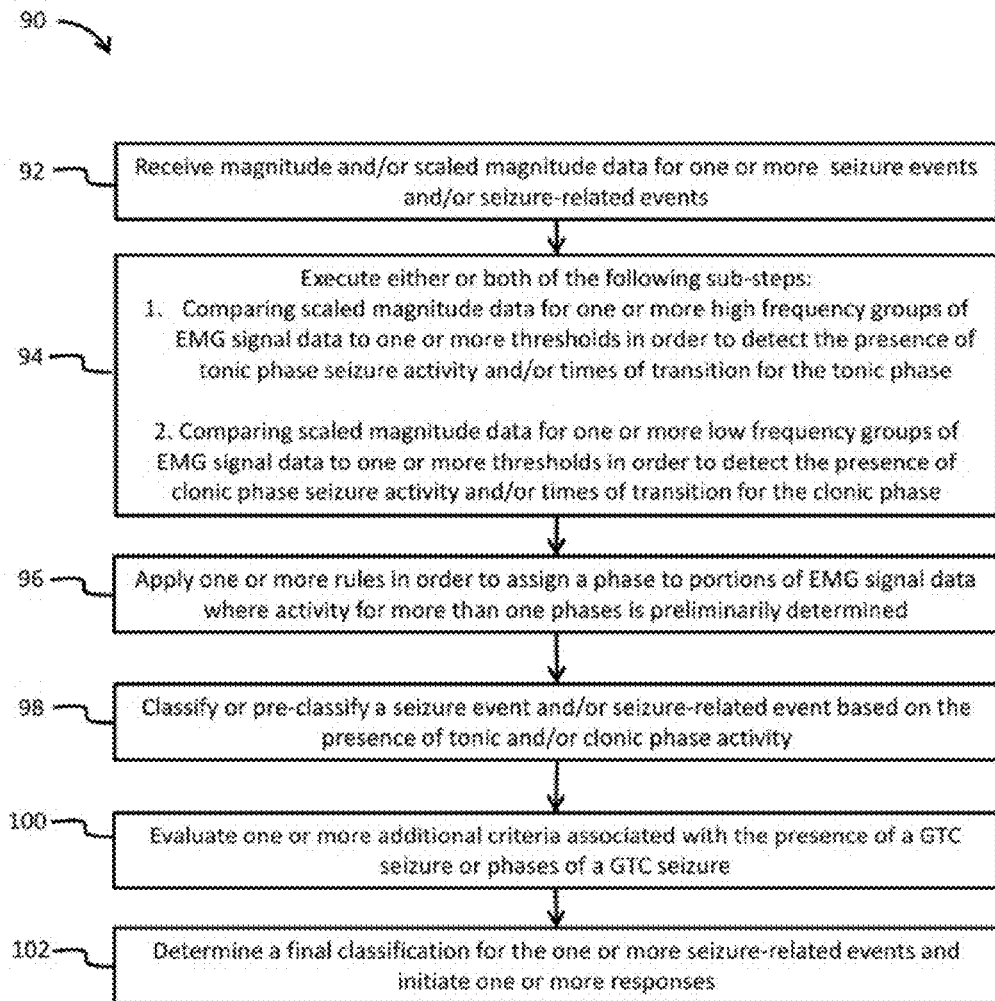 90
92
Receive magnitude and/or scaled magnitude data for one or more seizure events
and/or seizure-related events
94
Execute either or both of the following sub-steps:
1. Comparing scaled magnitude data for one or more high frequency groups of
EMG signal data to one or more thresholds in order to detect the presence of
tonic phase seizure activity and/or times of transition for the tonic phase
2. Comparing scaled magnitude data for one or more low frequency groups of
EMG signal data to one or more thresholds in order to detect the presence of
clonic phase seizure activity and/or times of transition for the clonic phase
96
Apply one or more rules in order to assign a phase to portions of EMG signal data
where activity for more than one phases is preliminarily determined
98
Classify or pre-classify a seizure event and/or seizure-related event based on the
presence of tonic and/or clonic phase activity
100
Evaluate one or more additional criteria associated with the presence of a GTC
seizure or phases of a GTC seizure
102
Determine a final classification for the one or more seizure-related events and
initiate one or more responses